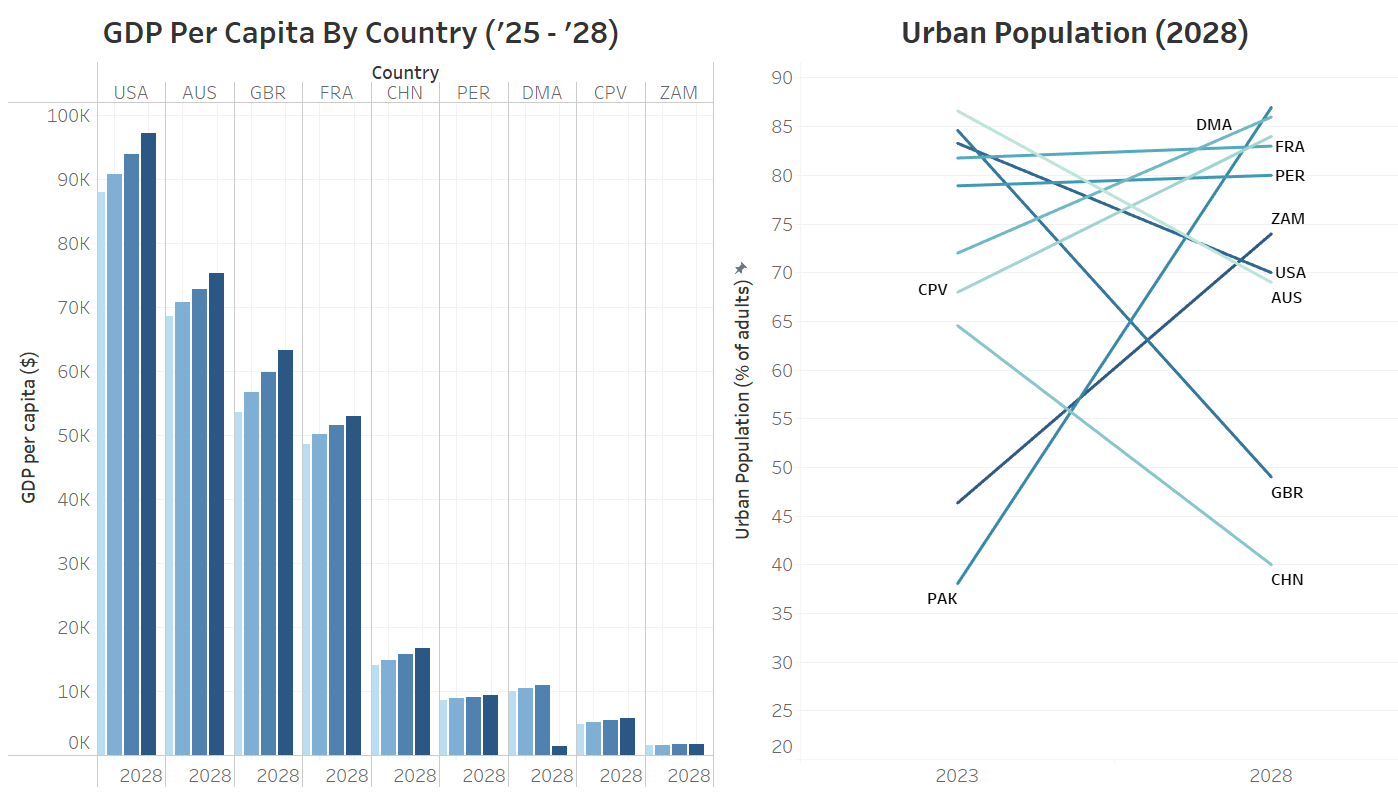 GDP Per Capita By Country (’25 - ’28)
Country
USA AUS GBR FRA CHN PER DMA CPV ZAM
100K
90K
80K
70K
60K
50K
40K
30K
20K
10K
0K
GDP per capita ($)
2028 2028 2028 2028 2028 2028 2028 2028 2028
Urban Population (2028)
90
85
80
75
70
65
60
55
50
45
40
35
30
25
20
Urban Population (% of adults)
DMA
FRA
PER
ZAM
USA
CPV
AUS
GBR
CHN
PAK
2023 2028